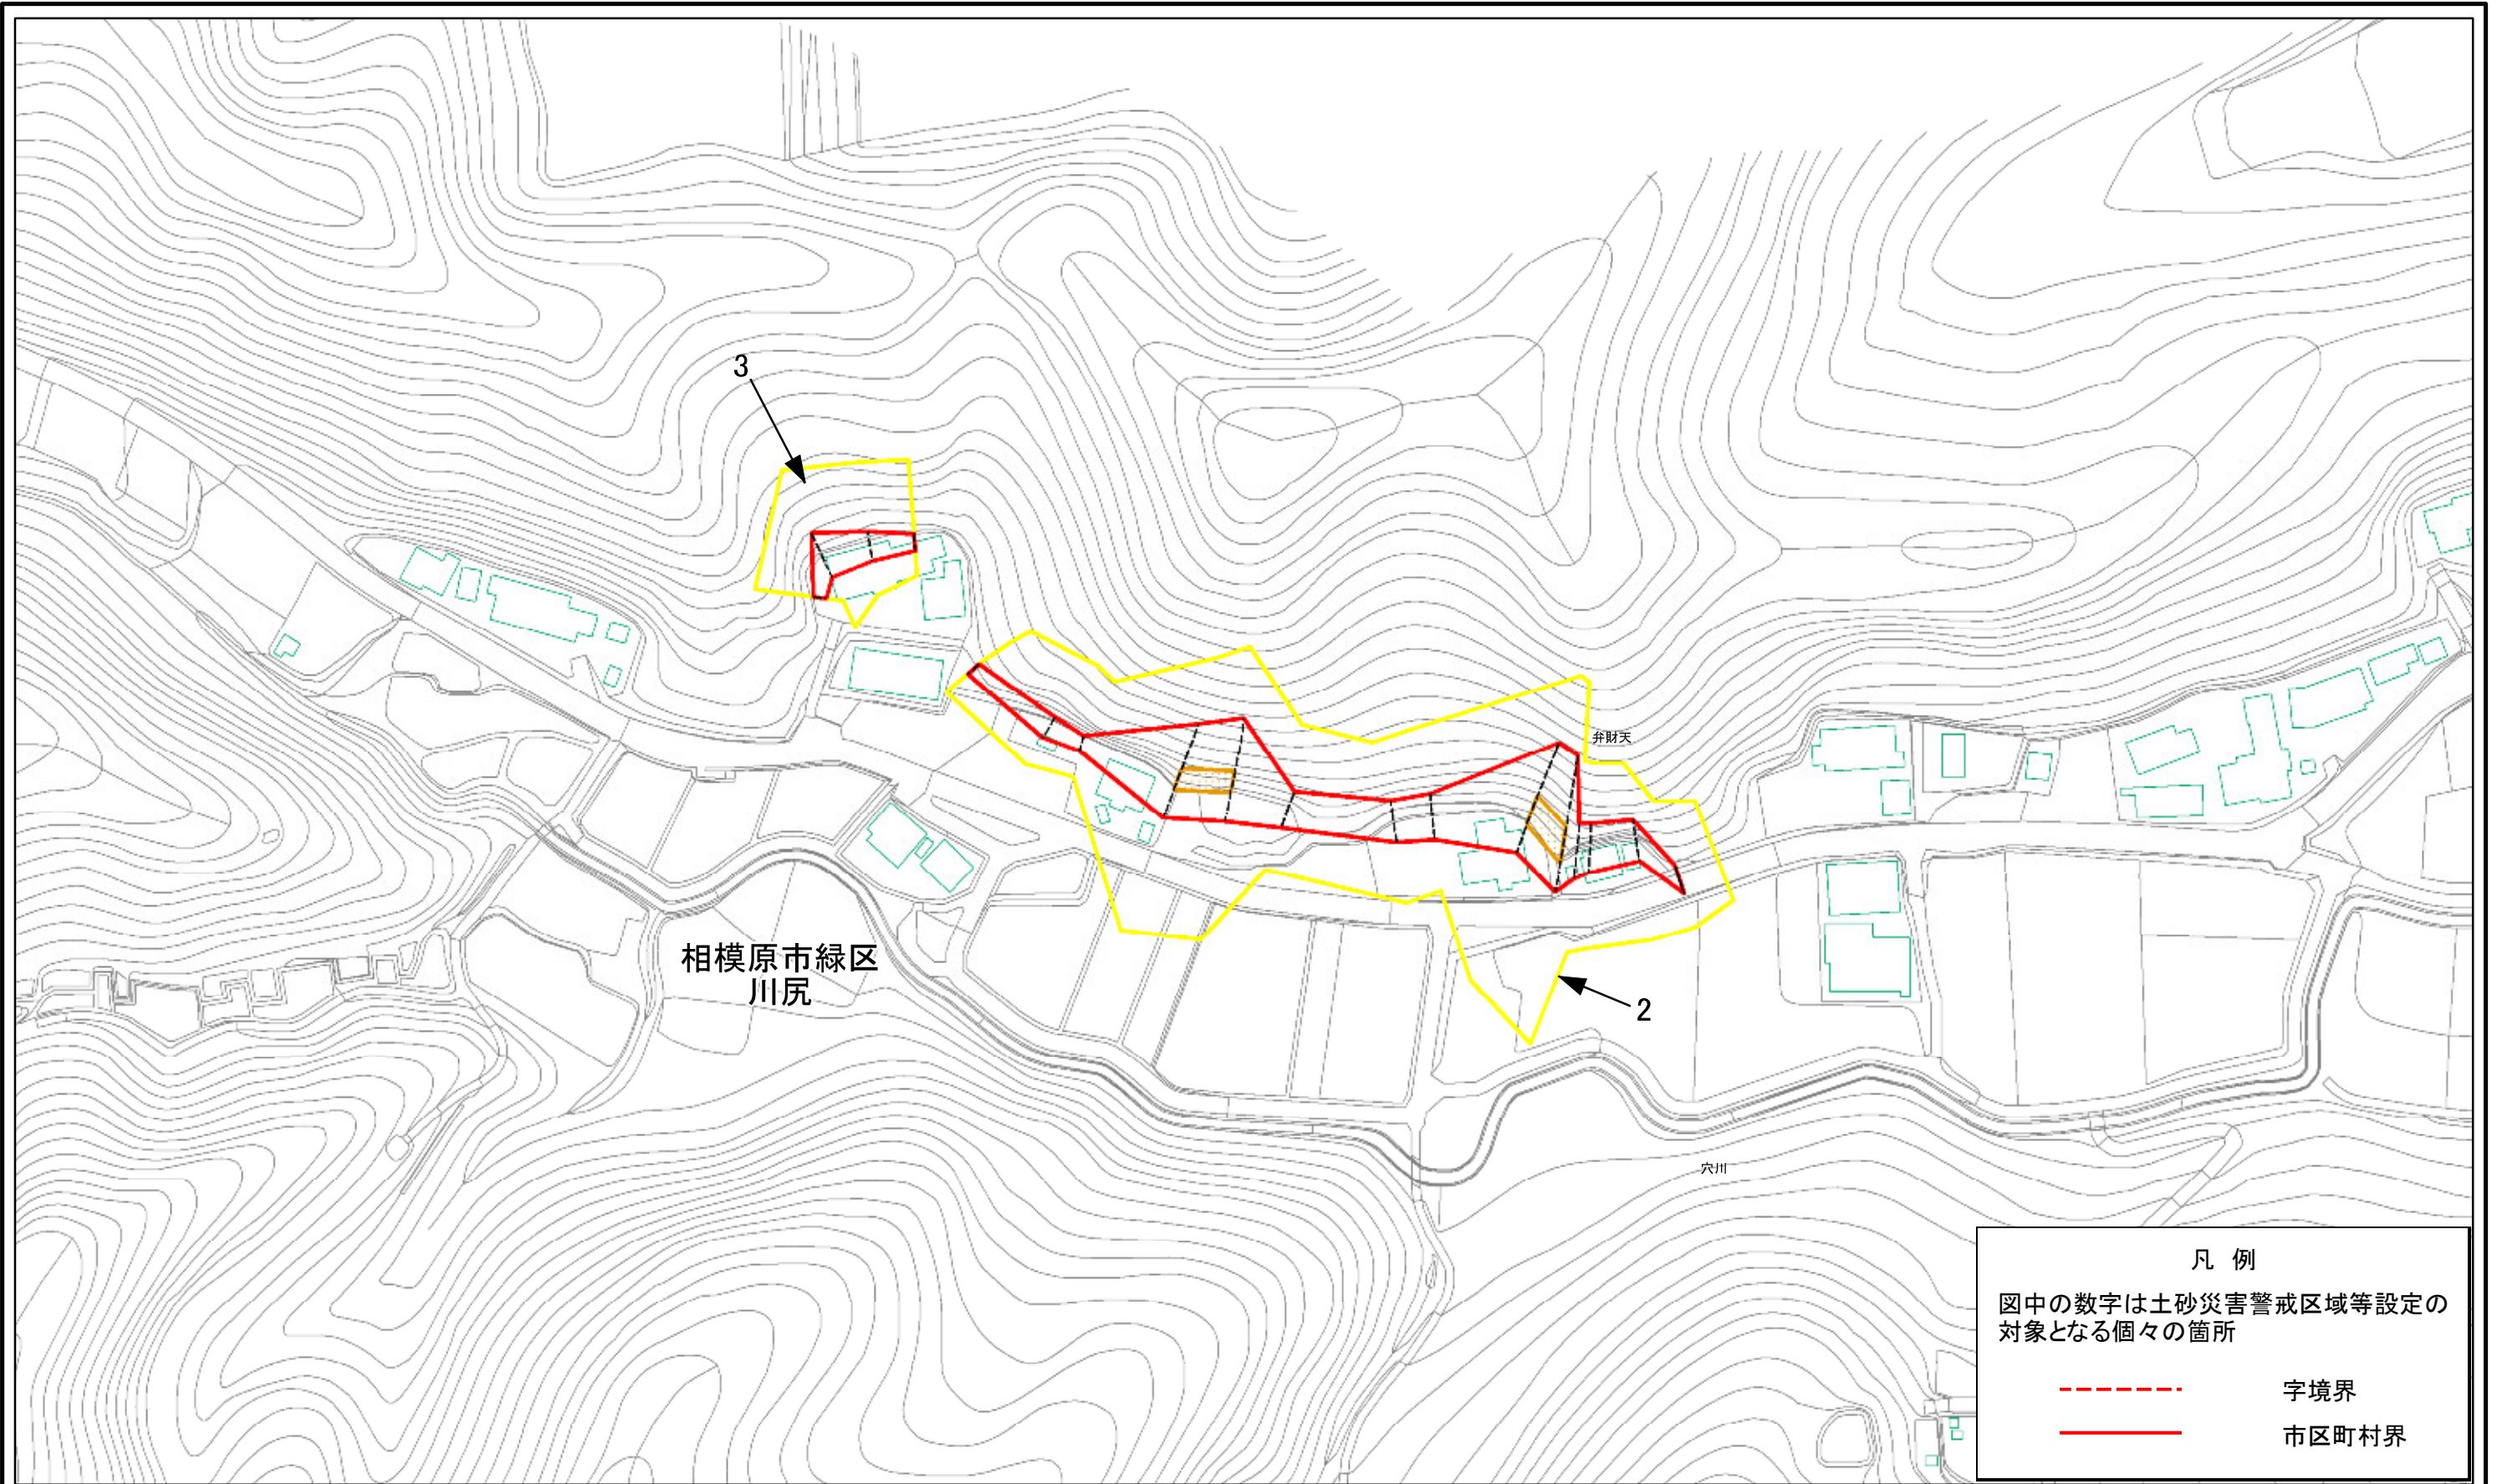 3
弁財天
相模原市緑区
川尻
2
穴川
凡 例
図中の数字は土砂災害警戒区域等設定の
対象となる個々の箇所
字境界
市区町村界